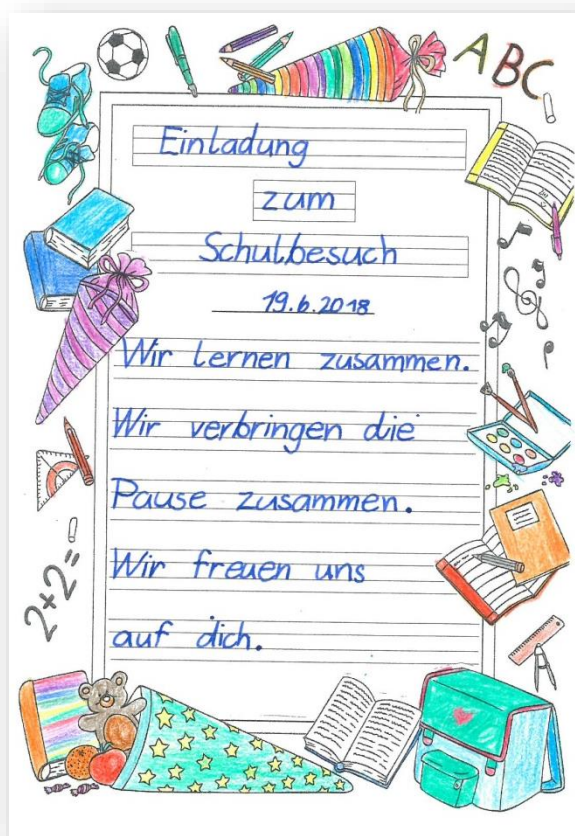 ABC
Einladung
zum
Schulbesuch
19.6.2018
Wir lernen zusammen.
Wir verbringen die
Pause zusammen.
Wir freuen uns
auf dich.
2+2=